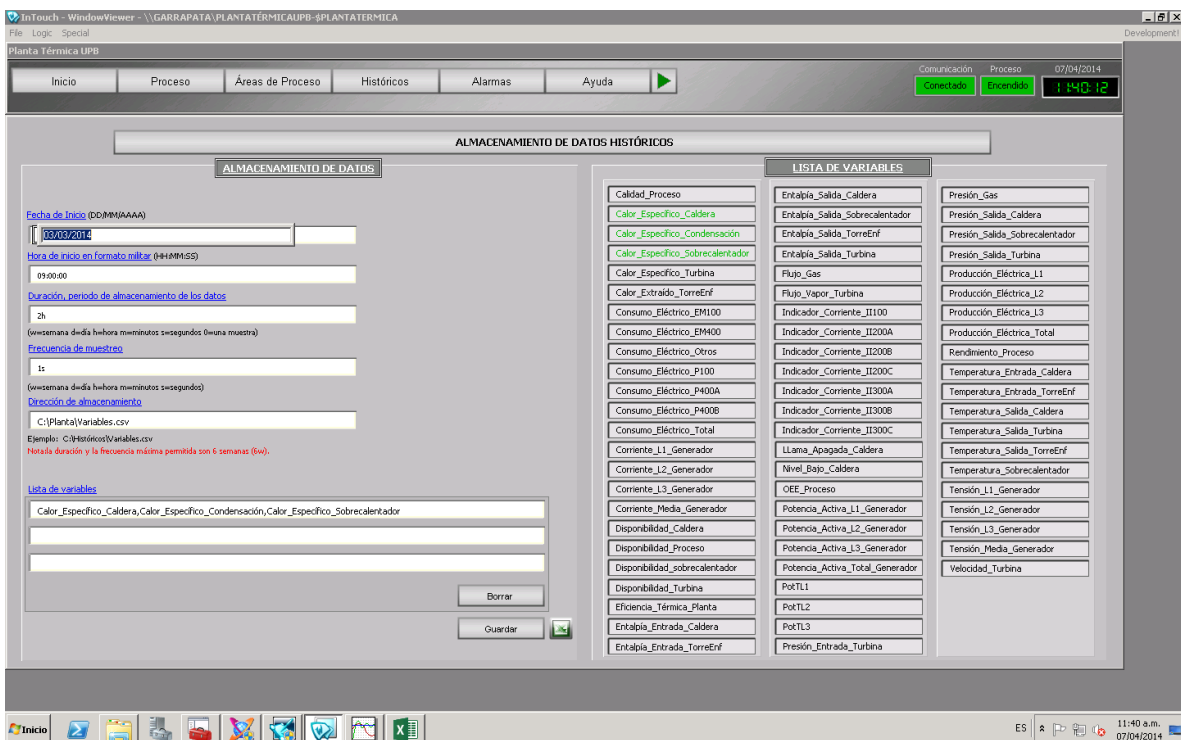 InTouch - WindowViewer - \\GARRAPATA\PLANTATÉRMICAUPB-$PLANTATERMICA
File Logic Special Development!
Planta Térmica UPB
Inicio Proceso Áreas de Proceso Históricos Alarmas Ayuda
Comunicación Proceso 07/04/2014
Conectado Encendido 11:40:12
ALMACENAMIENTO DE DATOS HISTÓRICOS
ALMACENAMIENTO DE DATOS
Fecha de Inicio (DD/MM/AAAA)
03/03/2014
Hora de inicio en formato militar (HH:MM:SS)
09:00:00
Duración, periodo de almacenamiento de los datos
2h
(w=semana d=día h=hora m=minutos s=segundos 0=una muestra)
Frecuencia de muestreo
1s
(w=semana d=día h=hora m=minutos s=segundos)
Dirección de almacenamiento
C:\Planta\Variables.csv
Ejemplo: C:\Históricos\Variables.csv
Nota:la duración y la frecuencia máxima permitida son 6 semanas (6w).
Lista de variables
Calor_Específico_Caldera,Calor_Específico_Condensación,Calor_Específico_Sobrecalentador
Borrar
Guardar
LISTA DE VARIABLES
Calidad_Proceso
Calor_Específico_Caldera
Calor_Específico_Condensación
Calor_Específico_Sobrecalentador
Calor_Específico_Turbina
Calor_Extraído_TorreEnf
Consumo_Eléctrico_EM100
Consumo_Eléctrico_EM400
Consumo_Eléctrico_Otros
Consumo_Eléctrico_P100
Consumo_Eléctrico_P400A
Consumo_Eléctrico_P400B
Consumo_Eléctrico_Total
Corriente_L1_Generador
Corriente_L2_Generador
Corriente_L3_Generador
Corriente_Media_Generador
Disponibilidad_Caldera
Disponibilidad_Proceso
Disponibilidad_sobrecalentador
Disponibilidad_Turbina
Eficiencia_Térmica_Planta
Entalpía_Entrada_Caldera
Entalpía_Entrada_TorreEnf
Entalpía_Salida_Caldera
Entalpía_Salida_Sobrecalentador
Entalpía_Salida_TorreEnf
Entalpía_Salida_Turbina
Flujo_Gas
Flujo_Vapor_Turbina
Indicador_Corriente_II100
Indicador_Corriente_II200A
Indicador_Corriente_II200B
Indicador_Corriente_II200C
Indicador_Corriente_II300A
Indicador_Corriente_II300B
Indicador_Corriente_II300C
LLama_Apagada_Caldera
Nivel_Bajo_Caldera
OEE_Proceso
Potencia_Activa_L1_Generador
Potencia_Activa_L2_Generador
Potencia_Activa_L3_Generador
Potencia_Activa_Total_Generador
PotTL1
PotTL2
PotTL3
Presión_Entrada_Turbina
Presión_Gas
Presión_Salida_Caldera
Presión_Salida_Sobrecalentador
Presión_Salida_Turbina
Producción_Eléctrica_L1
Producción_Eléctrica_L2
Producción_Eléctrica_L3
Producción_Eléctrica_Total
Rendimiento_Proceso
Temperatura_Entrada_Caldera
Temperatura_Entrada_TorreEnf
Temperatura_Salida_Caldera
Temperatura_Salida_Turbina
Temperatura_Salida_TorreEnf
Temperatura_Sobrecalentador
Tensión_L1_Generador
Tensión_L2_Generador
Tensión_L3_Generador
Tensión_Media_Generador
Velocidad_Turbina
Inicio ES 11:40 a.m.
07/04/2014